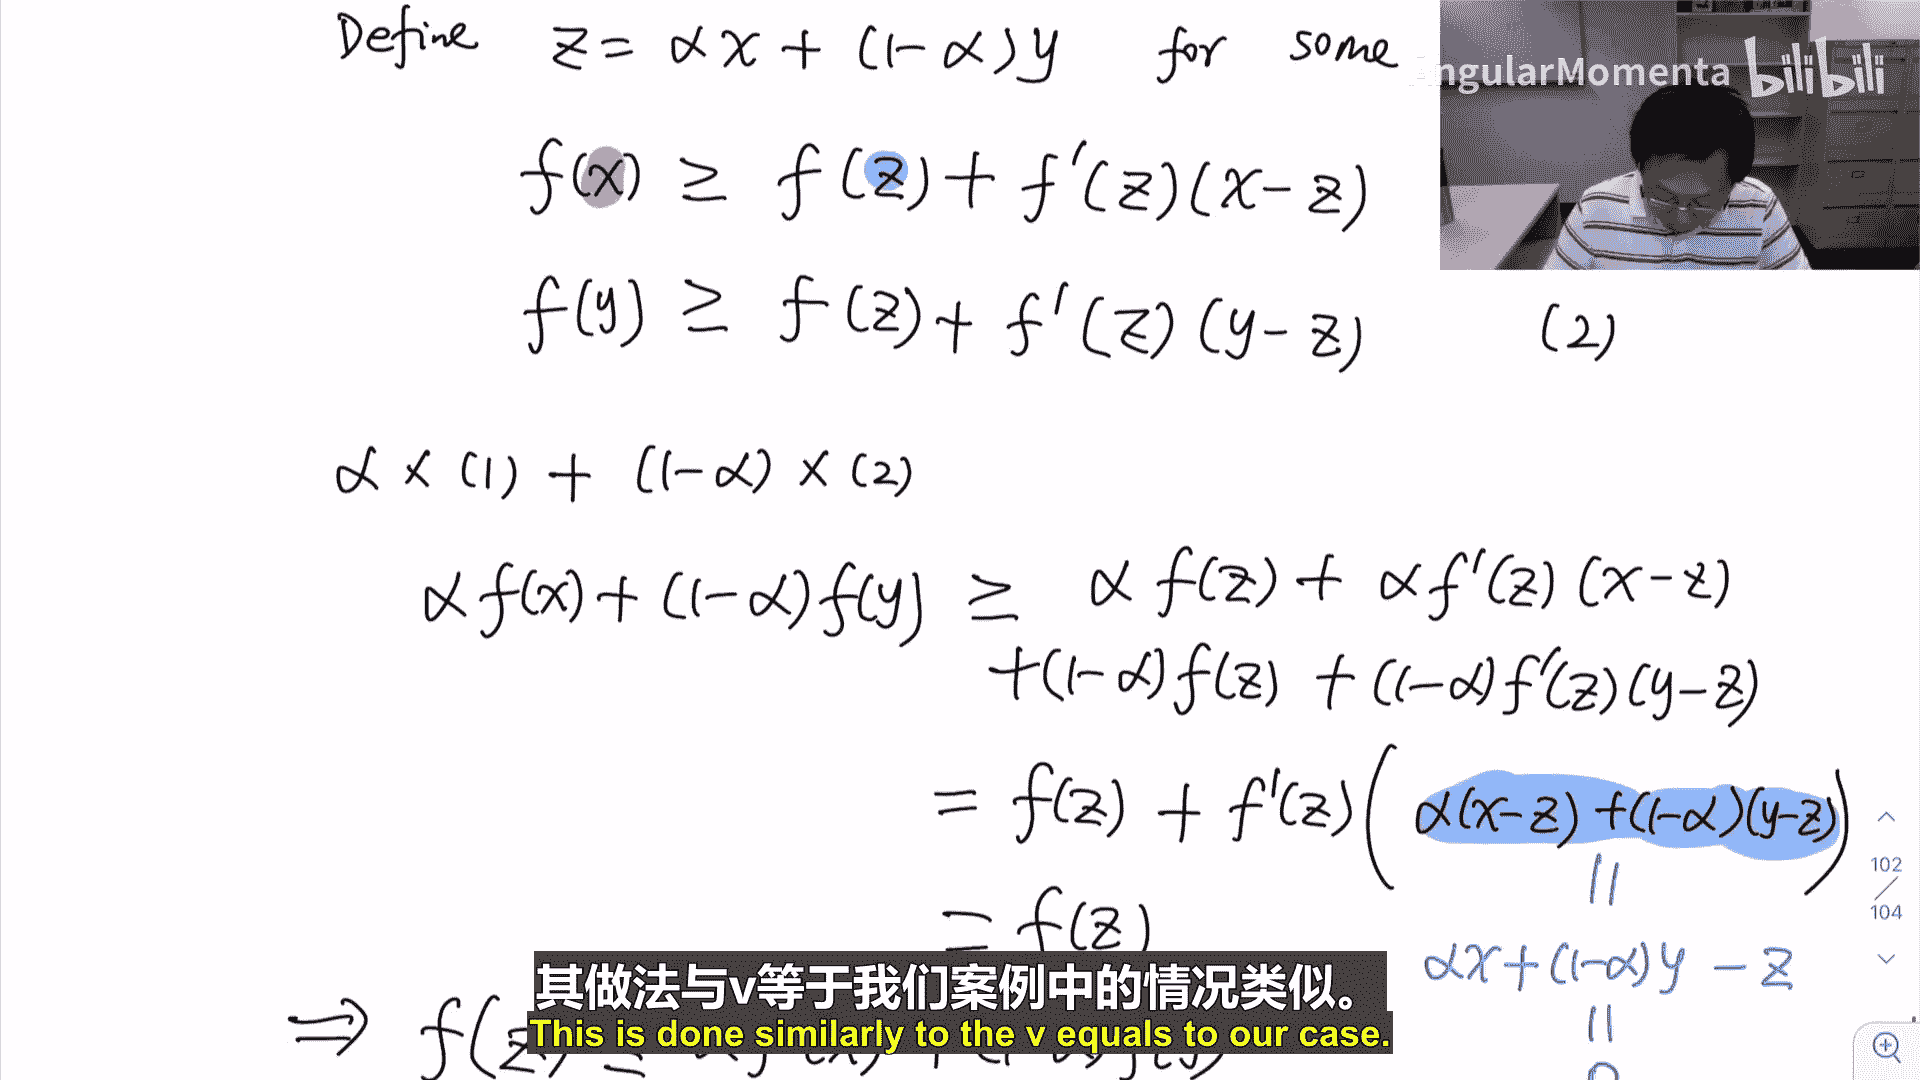 Define z = αx + (1-α)y for some
AngularMomenta bilibili
f(x) ≥ f(z) + f'(z)(x-z)
f(y) ≥ f(z) + f'(z)(y-z) (2)
α × (1) + (1-α) × (2)
αf(x) + (1-α)f(y) ≥ αf(z) + αf'(z)(x-z)
+(1-α)f(z) + (1-α)f'(z)(y-z)
= f(z) + f'(z)(α(x-z) + (1-α)(y-z))
102
/
104
= f(z)
αx + (1-α)y - z
其做法与v等于我们案例中的情况类似。
This is done similarly to the v equals to our case.
⇒ f(z) ≤